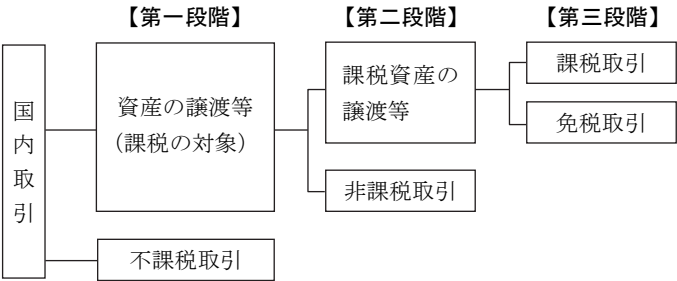 【第一段階】
【第二段階】
【第三段階】
国内取引
資産の譲渡等
(課税の対象)
不課税取引
課税資産の
譲渡等
非課税取引
課税取引
免税取引